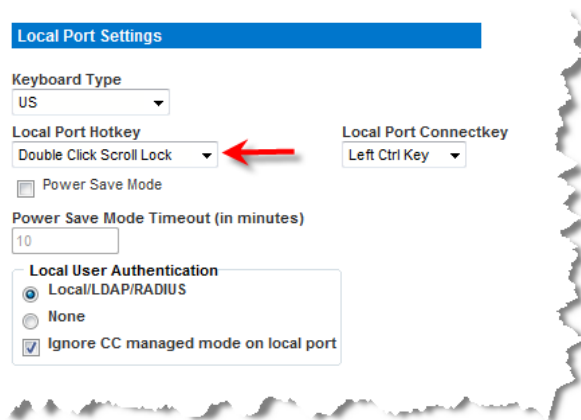 Local Port Settings
Keyboard Type
US
Local Port Hotkey Local Port Connectkey
Double Click Scroll Lock Left Ctrl Key
Power Save Mode
Power Save Mode Timeout (in minutes)
10
Local User Authentication
Local/LDAP/RADIUS
None
Ignore CC managed mode on local port